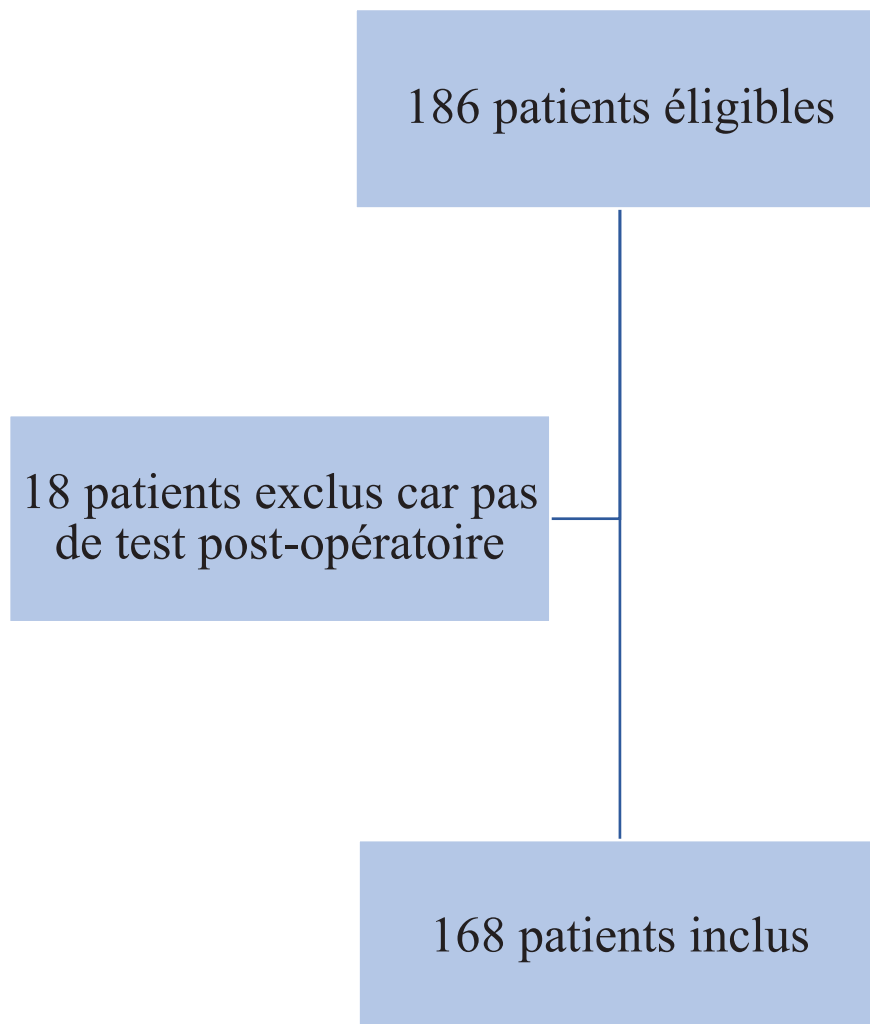 186 patients éligibles
18 patients exclus car pas
de test post-opératoire
168 patients inclus